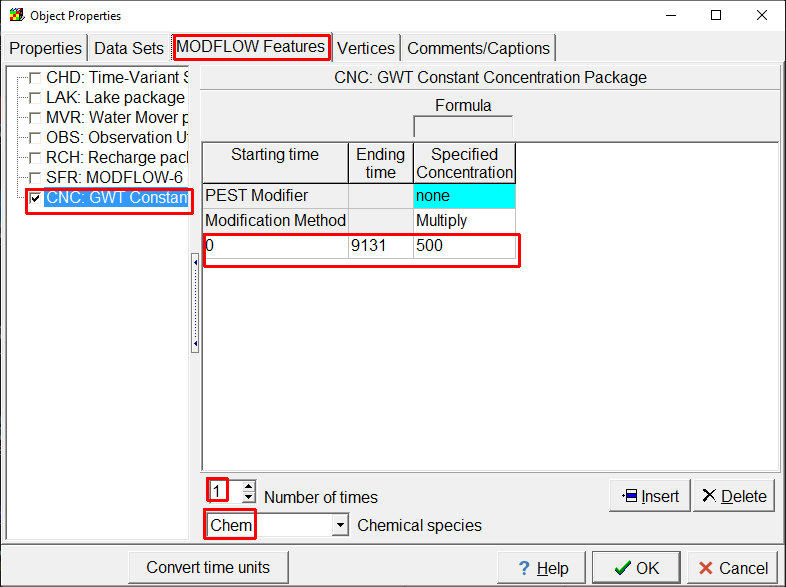 Object Properties
Properties Data Sets MODFLOW Features Vertices Comments/Captions
CHD: Time-Variant S
LAK: Lake package
MVR: Water Mover p
OBS: Observation Ut
RCH: Recharge pack
SFR: MODFLOW-6
CNC: GWT Constant
CNC: GWT Constant Concentration Package
Formula
Starting time Ending time Specified Concentration
PEST Modifier none
Modification Method Multiply
0 9131 500
1 Number of times Insert Delete
Chem Chemical species
Convert time units ? Help OK Cancel